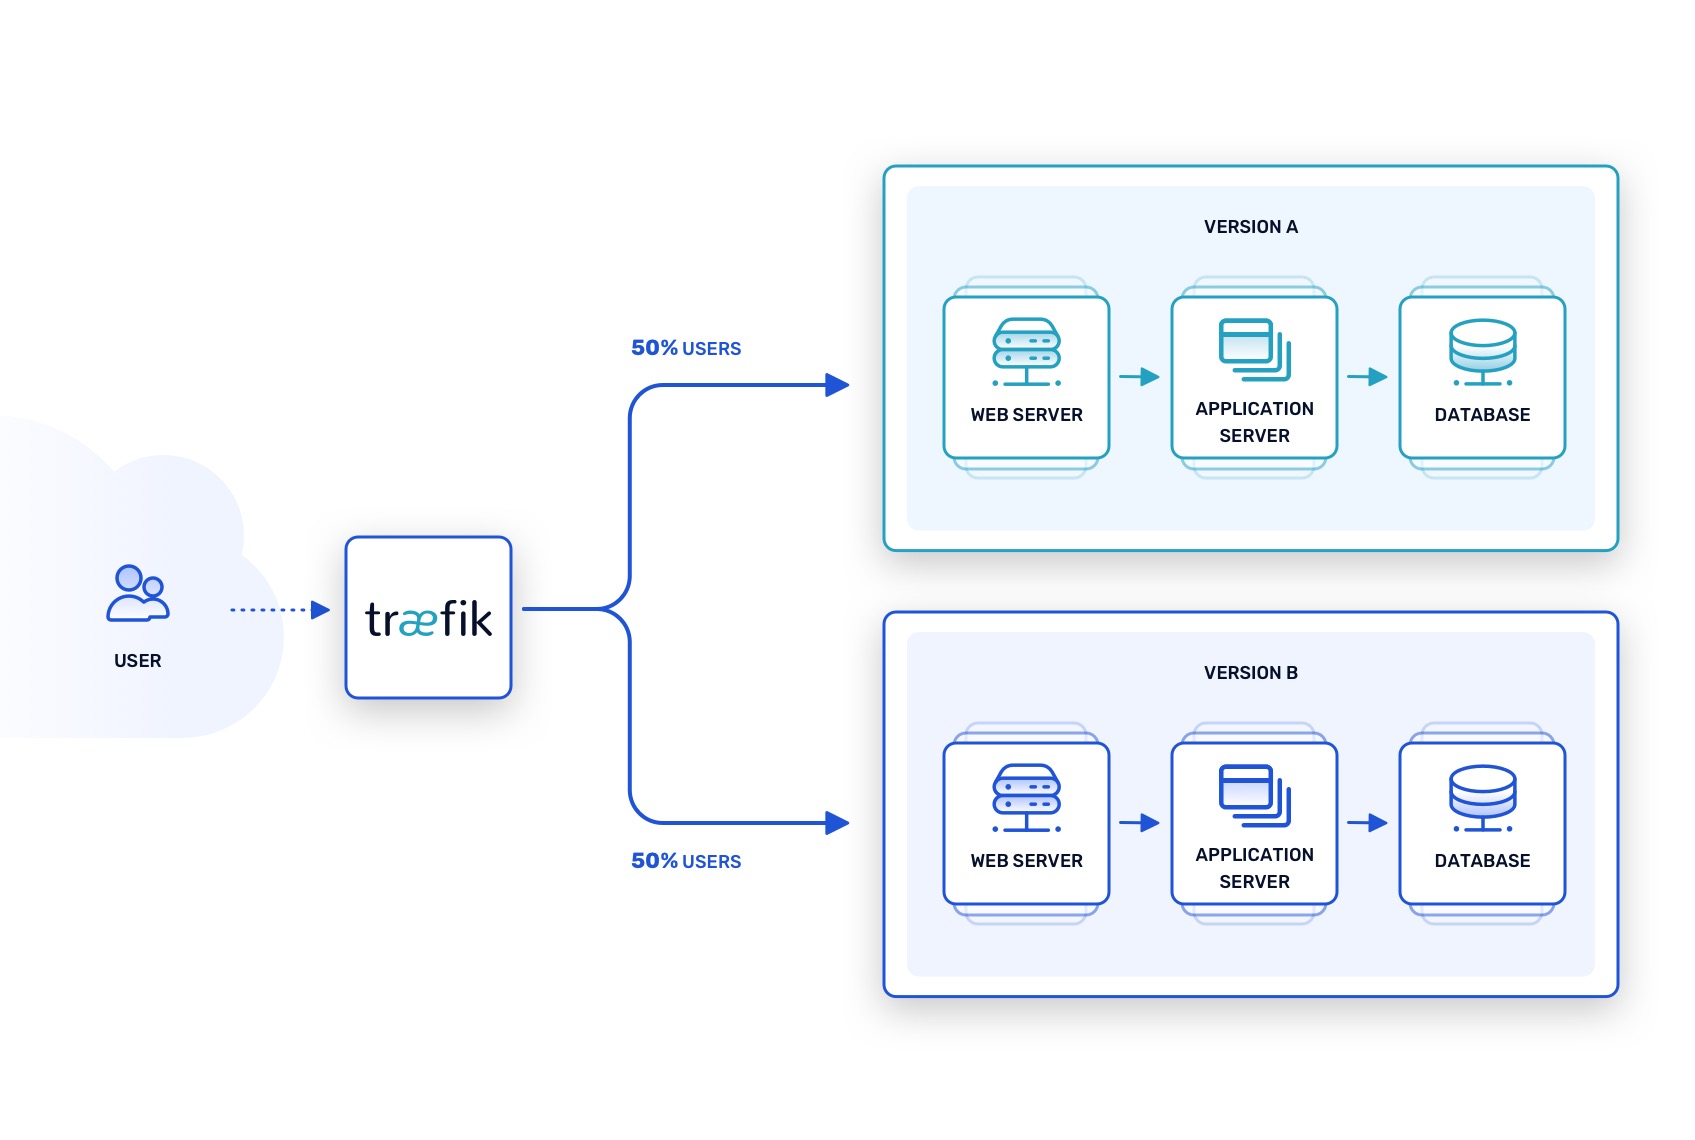 USER
træfik
50% USERS
50% USERS
VERSION A
WEB SERVER
APPLICATION
SERVER
DATABASE
VERSION B
WEB SERVER
APPLICATION
SERVER
DATABASE